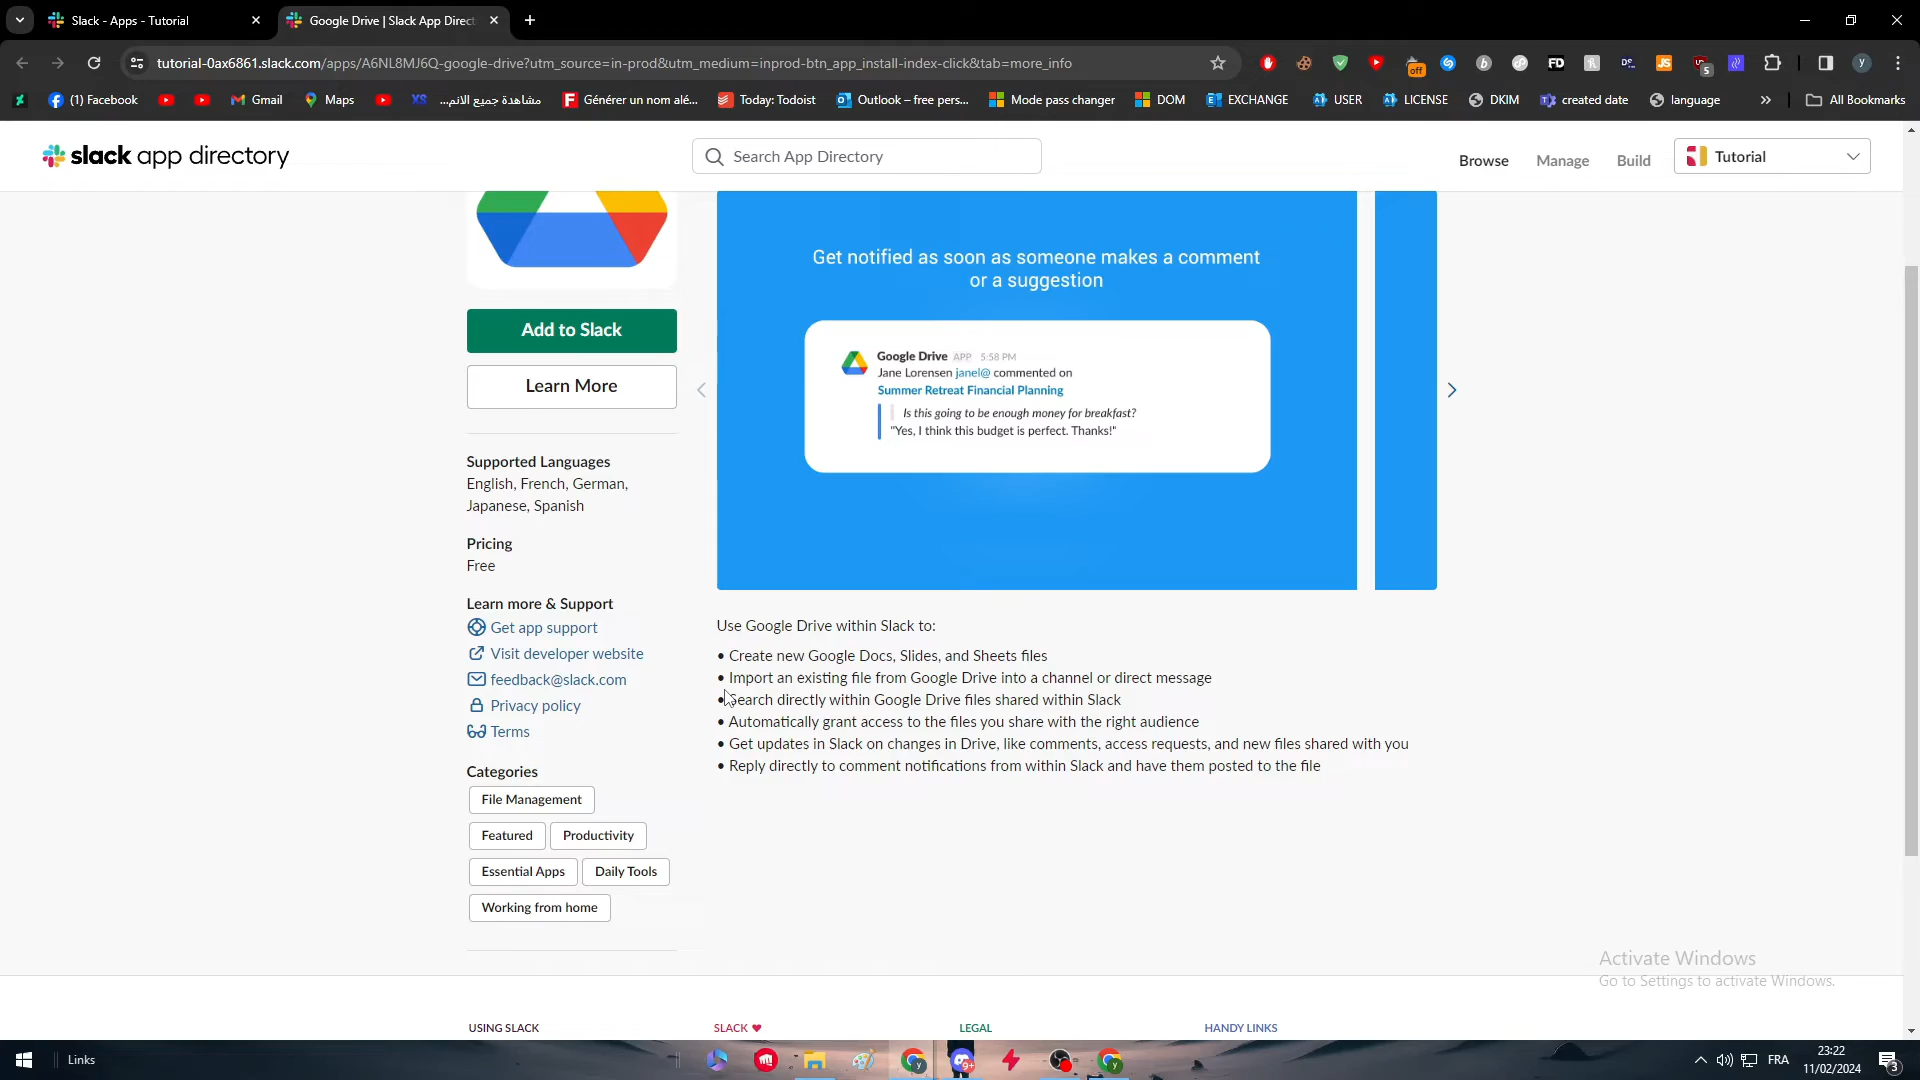 Slack - Apps - Tutorial
Google Drive | Slack App Direct
tutorial-0ax6861.slack.com/apps/A6NL8MJ6Q-google-drive?utm_source=in-prod&utm_medium=inprod-btn_app_install-index-click&tab=more_info
off
5
(1) Facebook
Gmail
Maps
مشاهدة جميع الانم...
Générer un nom alé...
Today: Todoist
Outlook – free pers...
Mode pass changer
DOM
EXCHANGE
USER
LICENSE
DKIM
created date
language
All Bookmarks
slack app directory
Search App Directory
Browse
Manage
Build
Tutorial
Get notified as soon as someone makes a comment
or a suggestion
Add to Slack
Learn More
Google Drive APP 5:58 PM
Jane Lorensen janel@ commented on
Summer Retreat Financial Planning
Is this going to be enough money for breakfast?
"Yes, I think this budget is perfect. Thanks!"
Supported Languages
English, French, German,
Japanese, Spanish
Pricing
Free
Learn more & Support
Get app support
Visit developer website
feedback@slack.com
Privacy policy
Terms
Categories
File Management
Featured
Productivity
Essential Apps
Daily Tools
Working from home
Use Google Drive within Slack to:
• Create new Google Docs, Slides, and Sheets files
• Import an existing file from Google Drive into a channel or direct message
• Search directly within Google Drive files shared within Slack
• Automatically grant access to the files you share with the right audience
• Get updates in Slack on changes in Drive, like comments, access requests, and new files shared with you
• Reply directly to comment notifications from within Slack and have them posted to the file
Activate Windows
Go to Settings to activate Windows.
USING SLACK
SLACK
LEGAL
HANDY LINKS
Links
FRA
23:22
11/02/2024
3